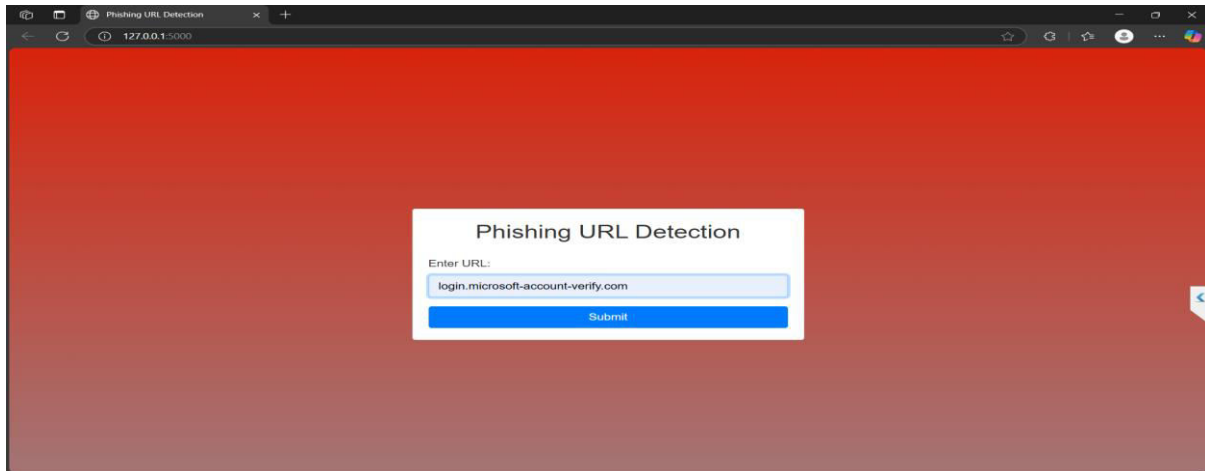 Phishing URL Detection
127.0.0.1:5000
Phishing URL Detection
Enter URL:
login.microsoft-account-verify.com
Submit